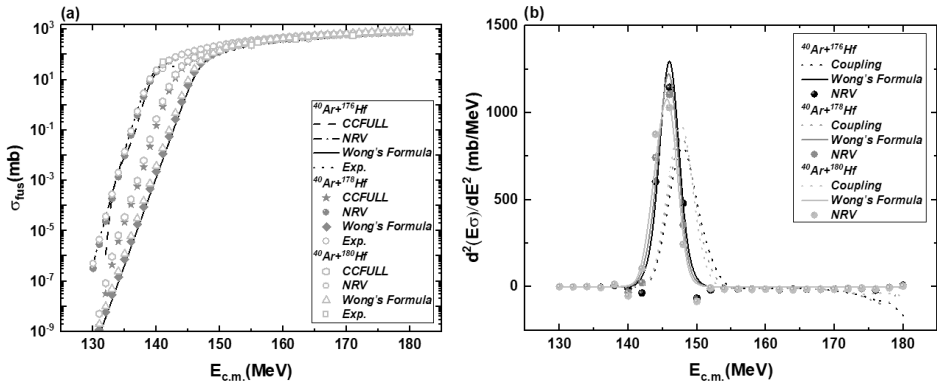 (a)
10³
10¹
10⁻¹
10⁻³
10⁻⁵
10⁻⁷
10⁻⁹
σfus(mb)
⁴⁰Ar+¹⁷⁶Hf
CCFULL
NRV
Wong's Formula
Exp.
⁴⁰Ar+¹⁷⁸Hf
CCFULL
NRV
Wong's Formula
Exp.
⁴⁰Ar+¹⁸⁰Hf
CCFULL
NRV
Wong's Formula
Exp.
130 140 150 160 170 180
Ec.m.(MeV)
(b)
1000
500
0
d²(Eσ)/dE² (mb/MeV)
⁴⁰Ar+¹⁷⁶Hf
Coupling
Wong's Formula
NRV
⁴⁰Ar+¹⁷⁸Hf
Coupling
Wong's Formula
NRV
⁴⁰Ar+¹⁸⁰Hf
Coupling
Wong's Formula
NRV
130 140 150 160 170 180
Ec.m.(MeV)